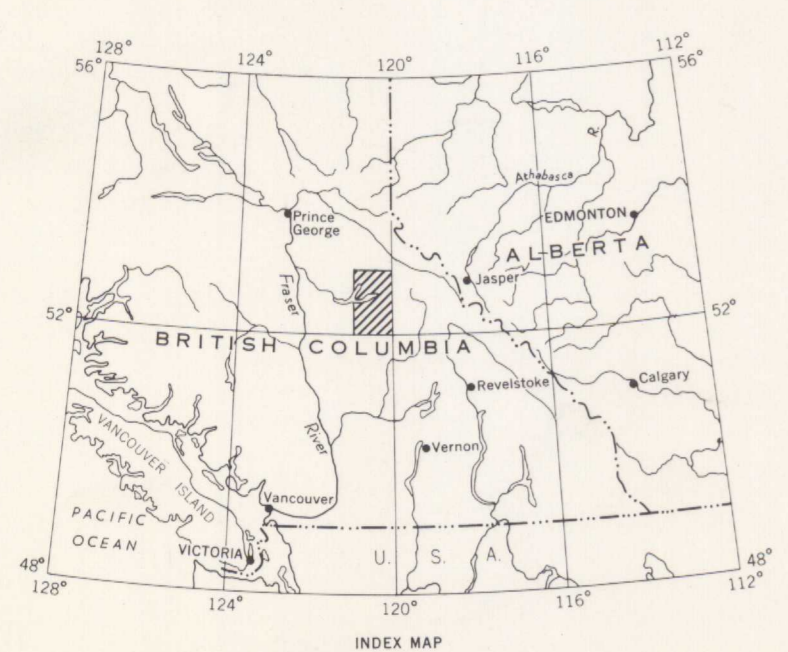 128°
124°
120°
116°
112°
56°
56°
R.
Athabasca
Prince
George
EDMONTON
ALBERTA
Jasper
Fraser
52°
52°
BRITISH COLUMBIA
Revelstoke
Calgary
VANCOUVER ISLAND
River
Vernon
Vancouver
PACIFIC
OCEAN
VICTORIA
U. S. A.
48°
48°
128°
112°
124°
120°
116°
INDEX MAP